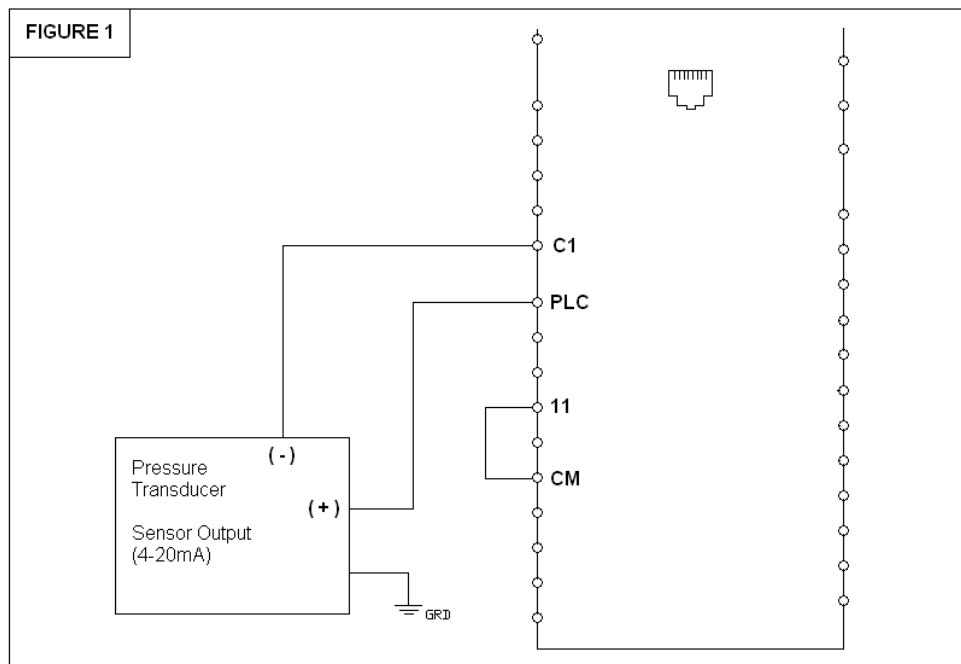 FIGURE 1
C1
PLC
11
CM
( - )
Pressure
Transducer
( + )
Sensor Output
(4-20mA)
GRD